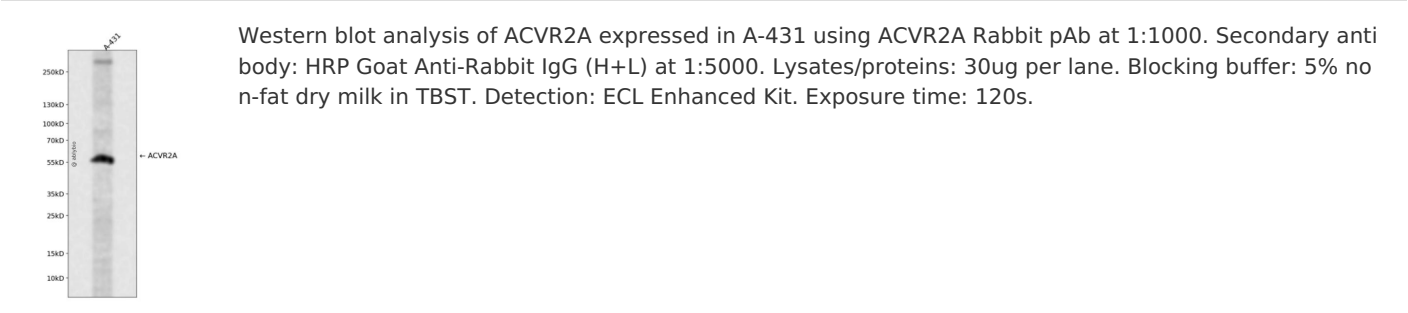 A-431
Western blot analysis of ACVR2A expressed in A-431 using ACVR2A Rabbit pAb at 1:1000. Secondary anti
body: HRP Goat Anti-Rabbit IgG (H+L) at 1:5000. Lysates/proteins: 30ug per lane. Blocking buffer: 5% no
n-fat dry milk in TBST. Detection: ECL Enhanced Kit. Exposure time: 120s.
250kD
130kD
100kD
70kD
55kD
← ACVR2A
35kD
25kD
15kD
10kD